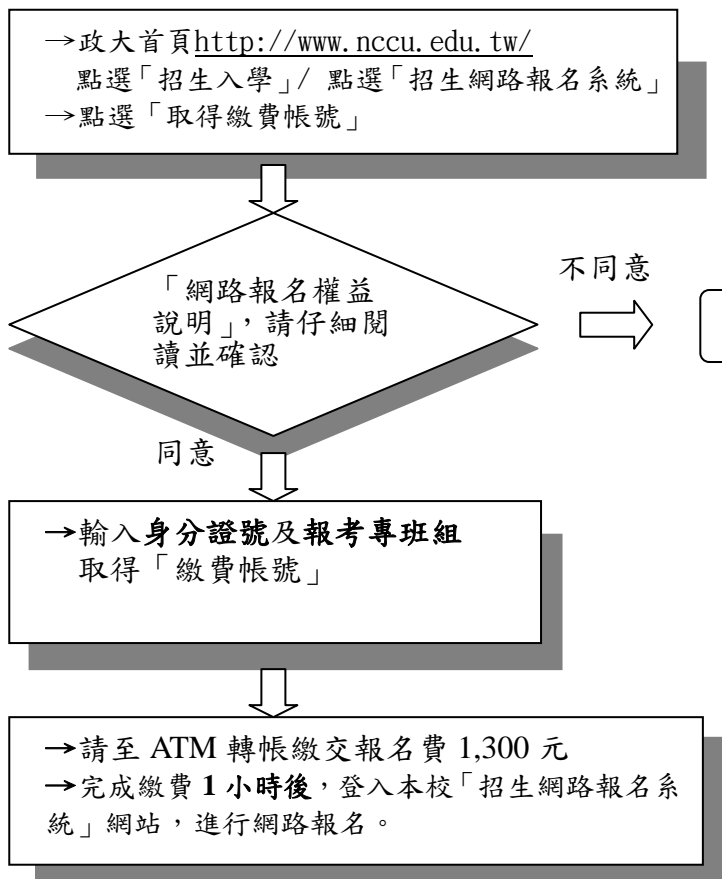 →政大首頁http://www.nccu.edu.tw/
點選「招生入學」/ 點選「招生網路報名系統」
→點選「取得繳費帳號」
「網路報名權益
說明」，請仔細閱
讀並確認
不同意
同意
→輸入身分證號及報考專班組
取得「繳費帳號」
→請至 ATM 轉帳繳交報名費 1,300 元
→完成繳費 1 小時後，登入本校「招生網路報名系
統」網站，進行網路報名。